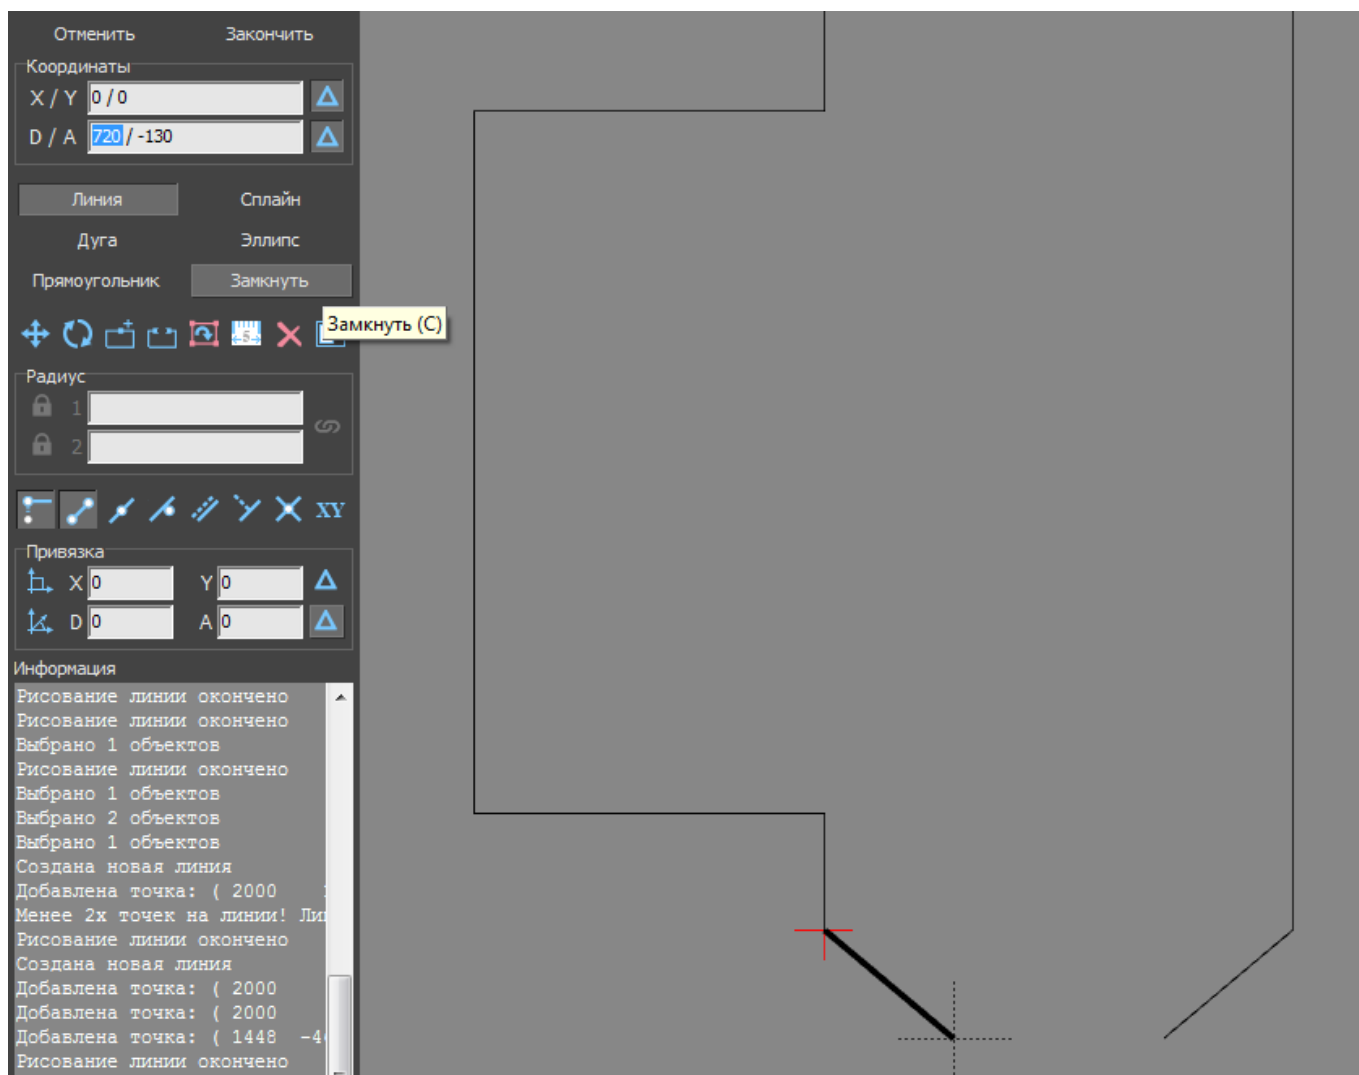 Отменить Закончить
Координаты
X / Y 0 / 0
D / A 720 / -130
Линия Сплайн
Дуга Эллипс
Прямоугольник Замкнуть
Замкнуть (C)
5
Радиус
1
2
XY
Привязка
X 0 Y 0
D 0 A 0
Информация
Рисование линии окончено
Рисование линии окончено
Выбрано 1 объектов
Рисование линии окончено
Выбрано 1 объектов
Выбрано 2 объектов
Выбрано 1 объектов
Создана новая линия
Добавлена точка: ( 2000
Менее 2х точек на линии!
Рисование линии окончено
Создана новая линия
Добавлена точка: ( 2000
Добавлена точка: ( 2000
Добавлена точка: ( 1448 -4
Рисование линии окончено